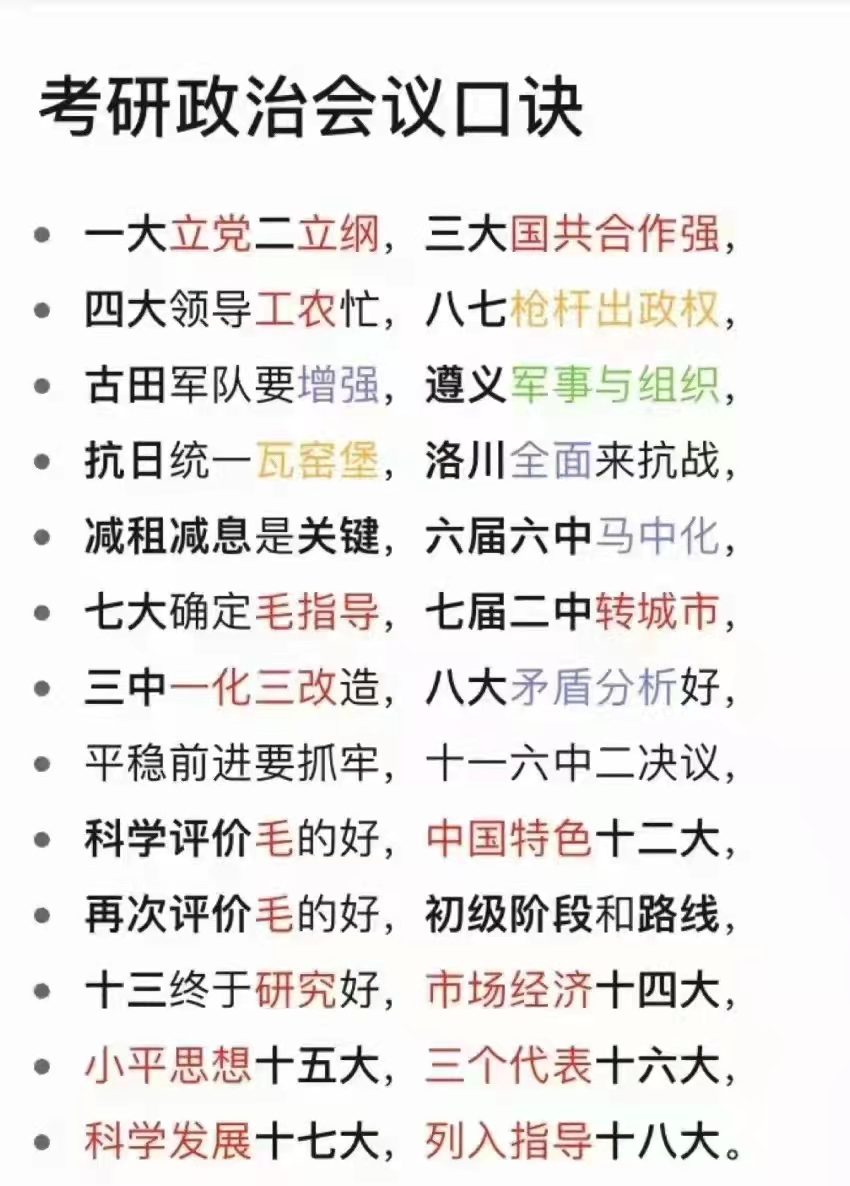 考研政治会议口诀
一大立党二立纲，三大国共合作强，
四大领导工农忙，八七枪杆出政权，
古田军队要增强，遵义军事与组织，
抗日统一瓦窑堡，洛川全面来抗战，
减租减息是关键，六届六中马中化，
七大确定毛指导，七届二中转城市，
三中一化三改造，八大矛盾分析好，
平稳前进要抓牢，十一六中二决议，
科学评价毛的好，中国特色十二大，
再次评价毛的好，初级阶段和路线，
十三终于研究好，市场经济十四大，
小平思想十五大，三个代表十六大，
科学发展十七大，列入指导十八大。